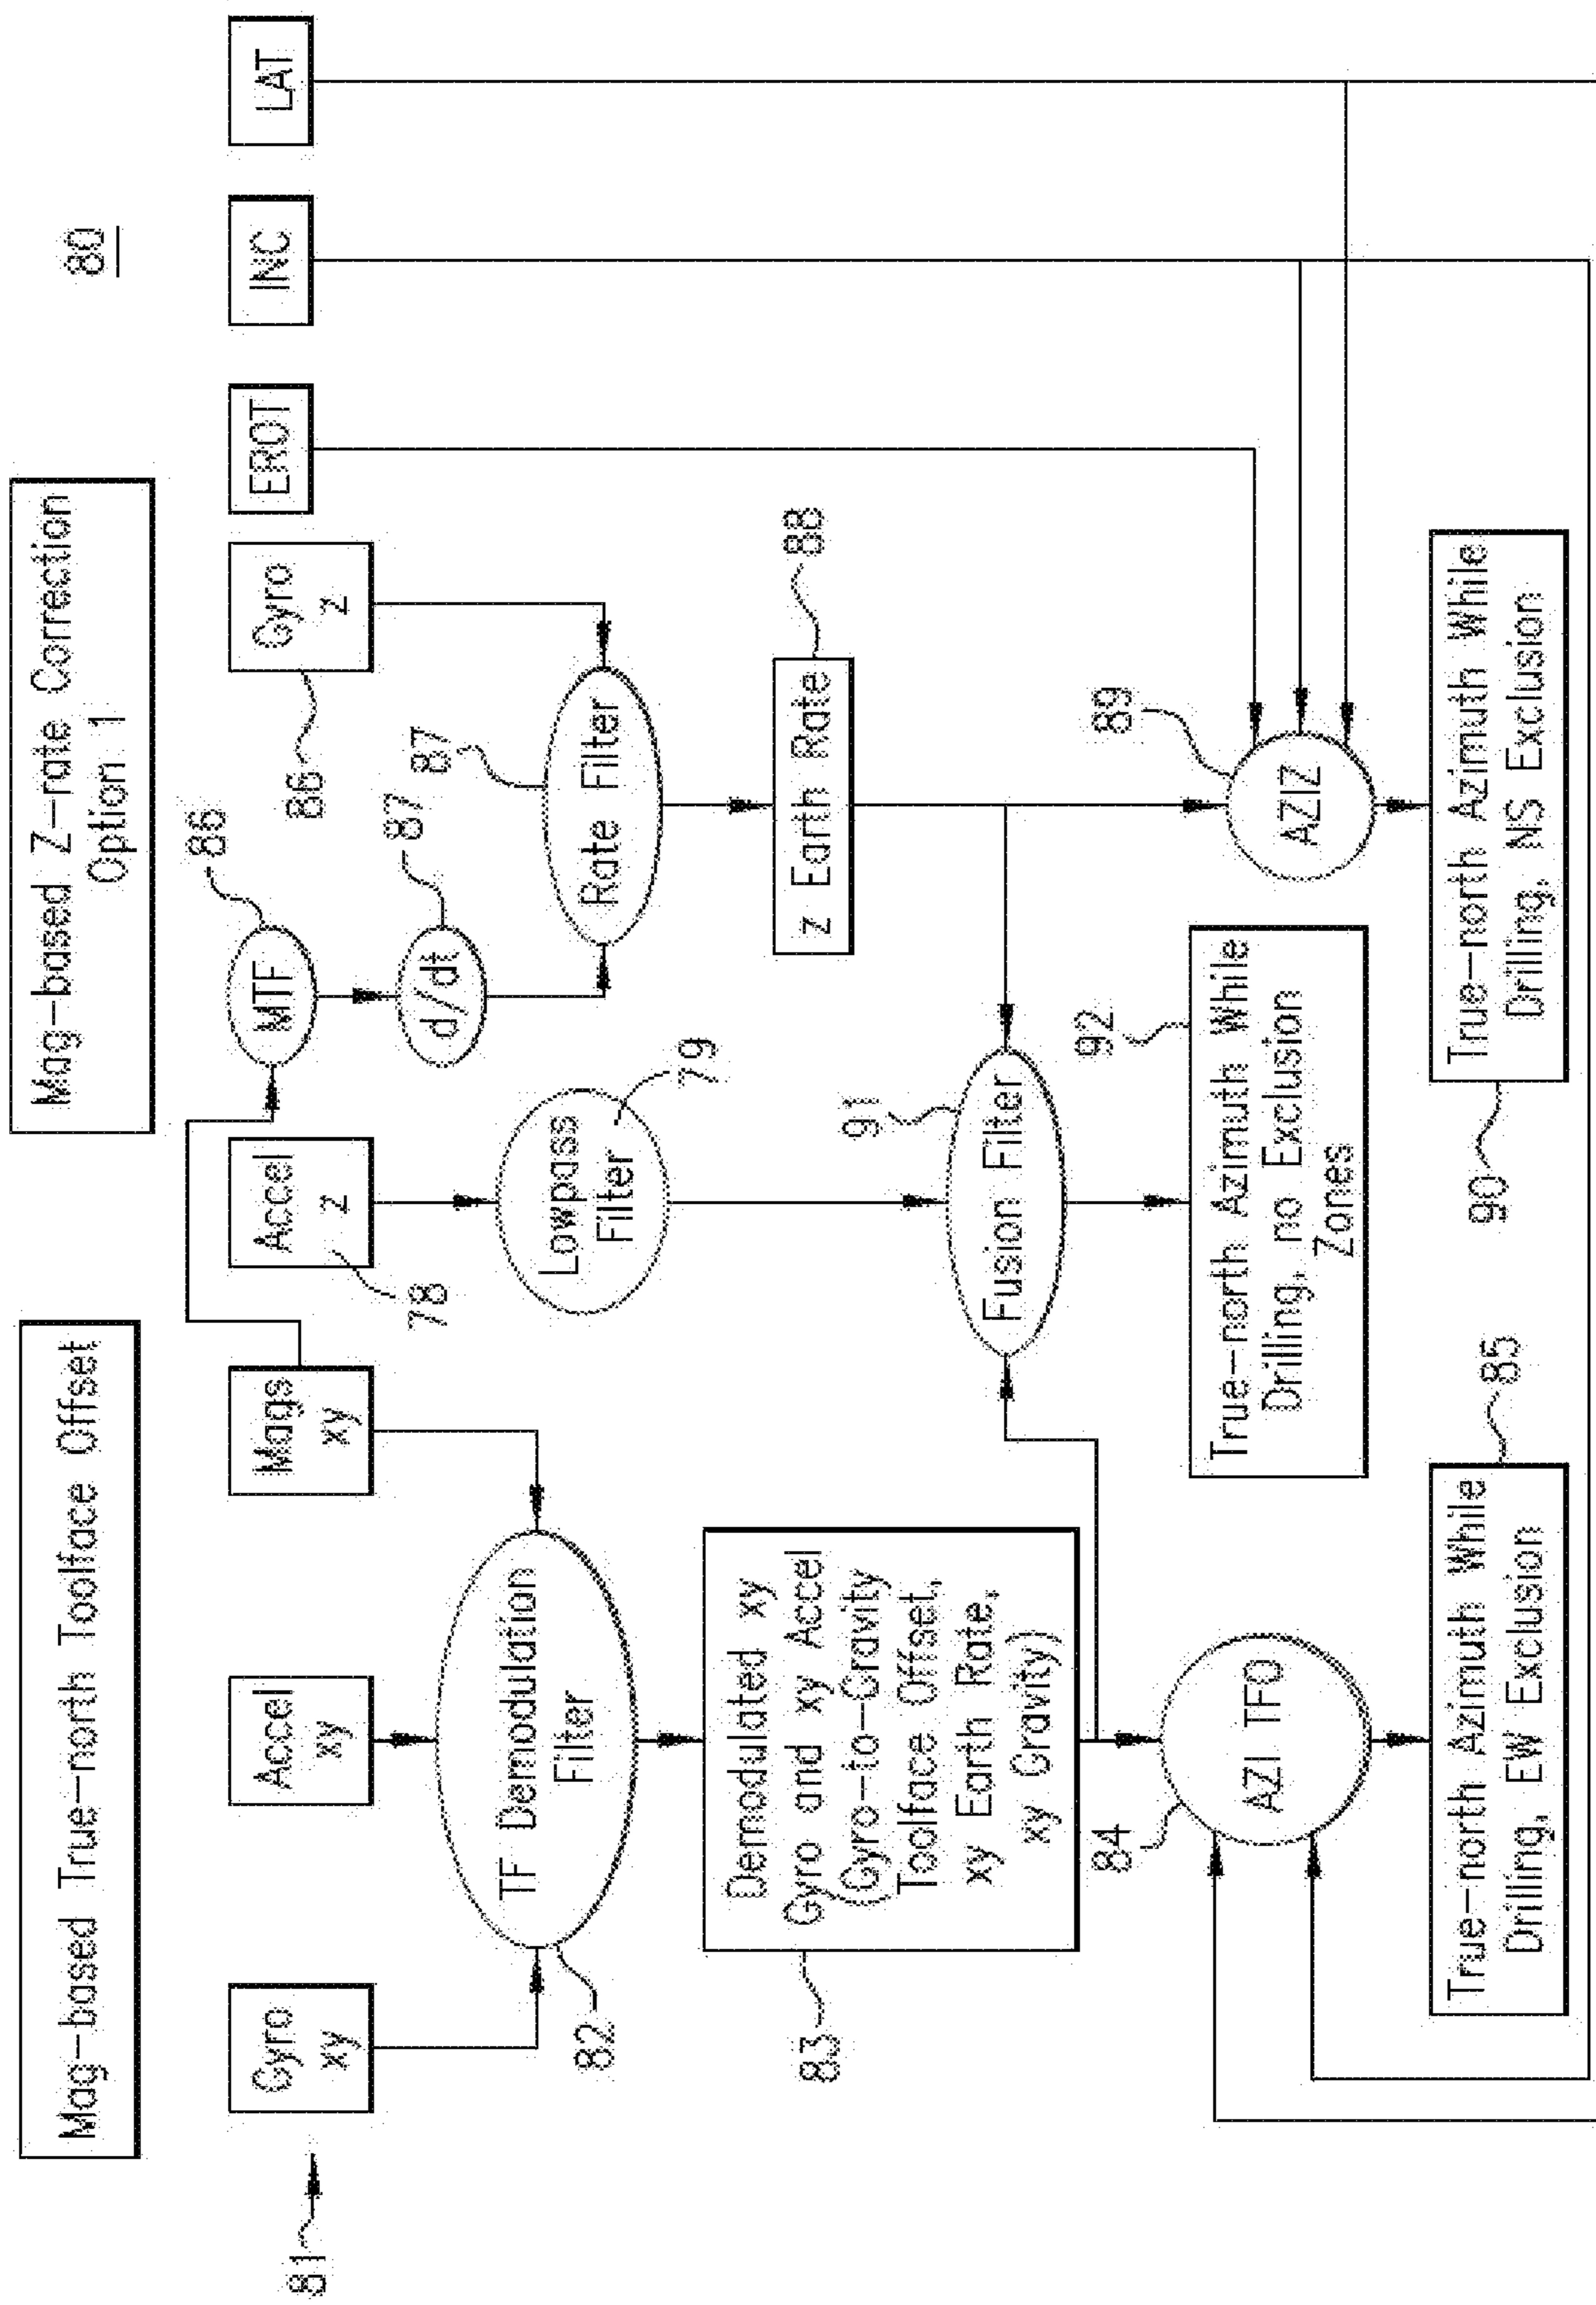 80
Mag-based True-north Toolface Offset
Mag-based Z-rate Correction
Option 1
81
Gyro
xy
Accel
xy
Mags
xy
Accel
z
78
MTF
86
Gyro
z
86
EROT
INC
LAT
TF Demodulation
Filter
82
Lowpass
Filter
79
d/dt
87
Rate Filter
87
Demodulated xy
Gyro and xy Accel
(Gyro-to-Gravity
Toolface Offset,
xy Earth Rate,
xy Gravity)
83
z Earth Rate
88
Fusion Filter
91
AZI TFO
84
AZIZ
89
True-north Azimuth While
Drilling, no Exclusion
Zones
92
True-north Azimuth While
Drilling, EW Exclusion
85
True-north Azimuth While
Drilling, NS Exclusion
90